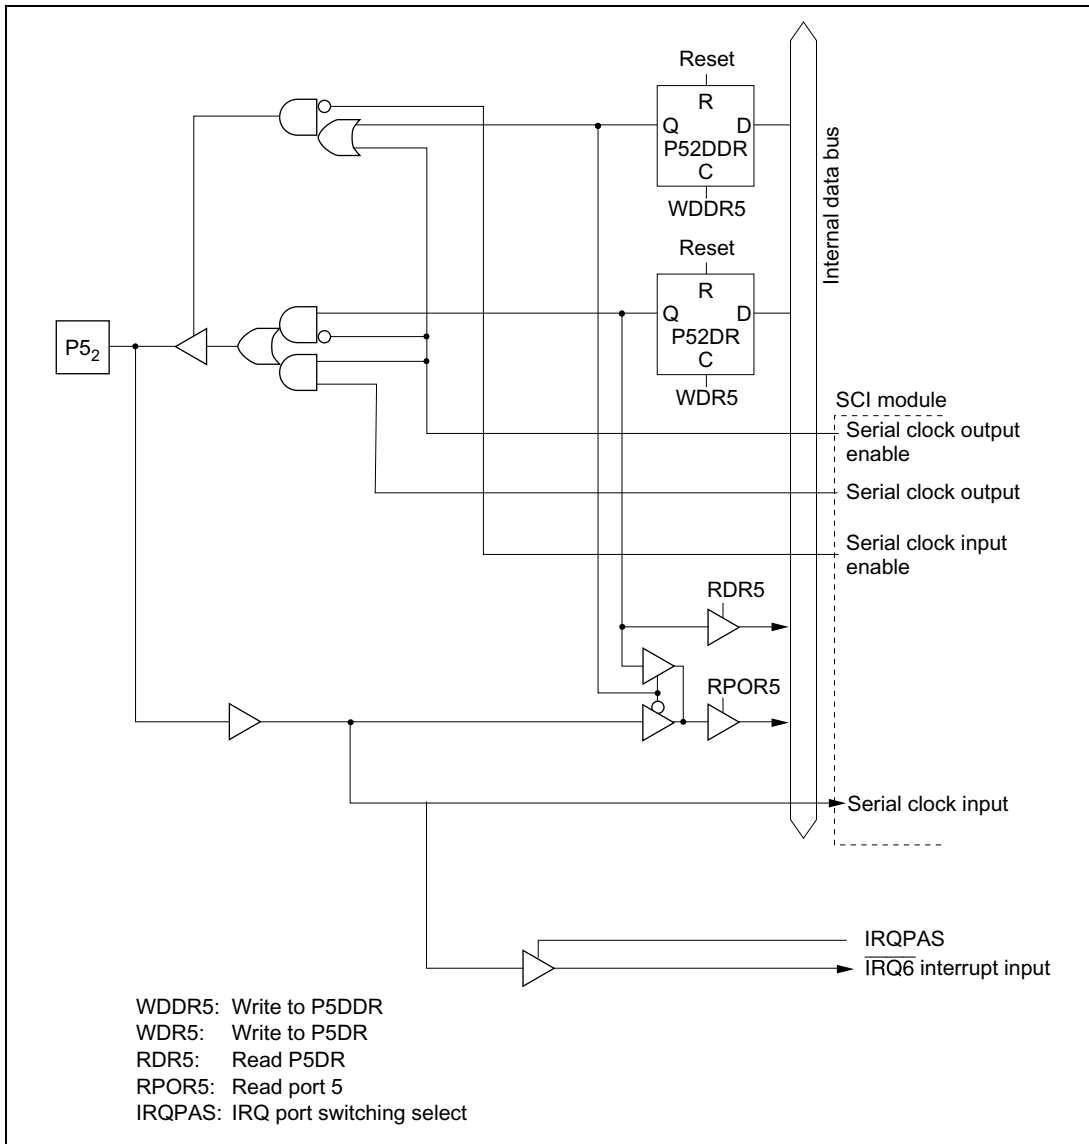 Reset
R
Q D
P52DDR
C
WDDR5
Internal data bus
Reset
R
Q D
P52DR
C
WDR5
P5₂
SCI module
Serial clock output
enable
Serial clock output
Serial clock input
enable
RDR5
RPOR5
Serial clock input
IRQPAS
I̅R̅Q̅6̅ interrupt input
WDDR5: Write to P5DDR
WDR5: Write to P5DR
RDR5: Read P5DR
RPOR5: Read port 5
IRQPAS: IRQ port switching select